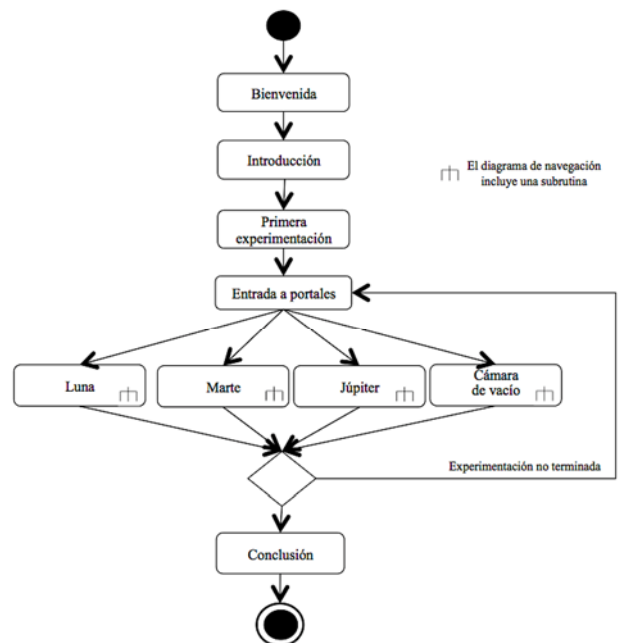 Bienvenida
Introducción
El diagrama de navegación
incluye una subrutina
Primera
experimentación
Entrada a portales
Luna
Marte
Júpiter
Cámara
de vacío
Experimentación no terminada
Conclusión